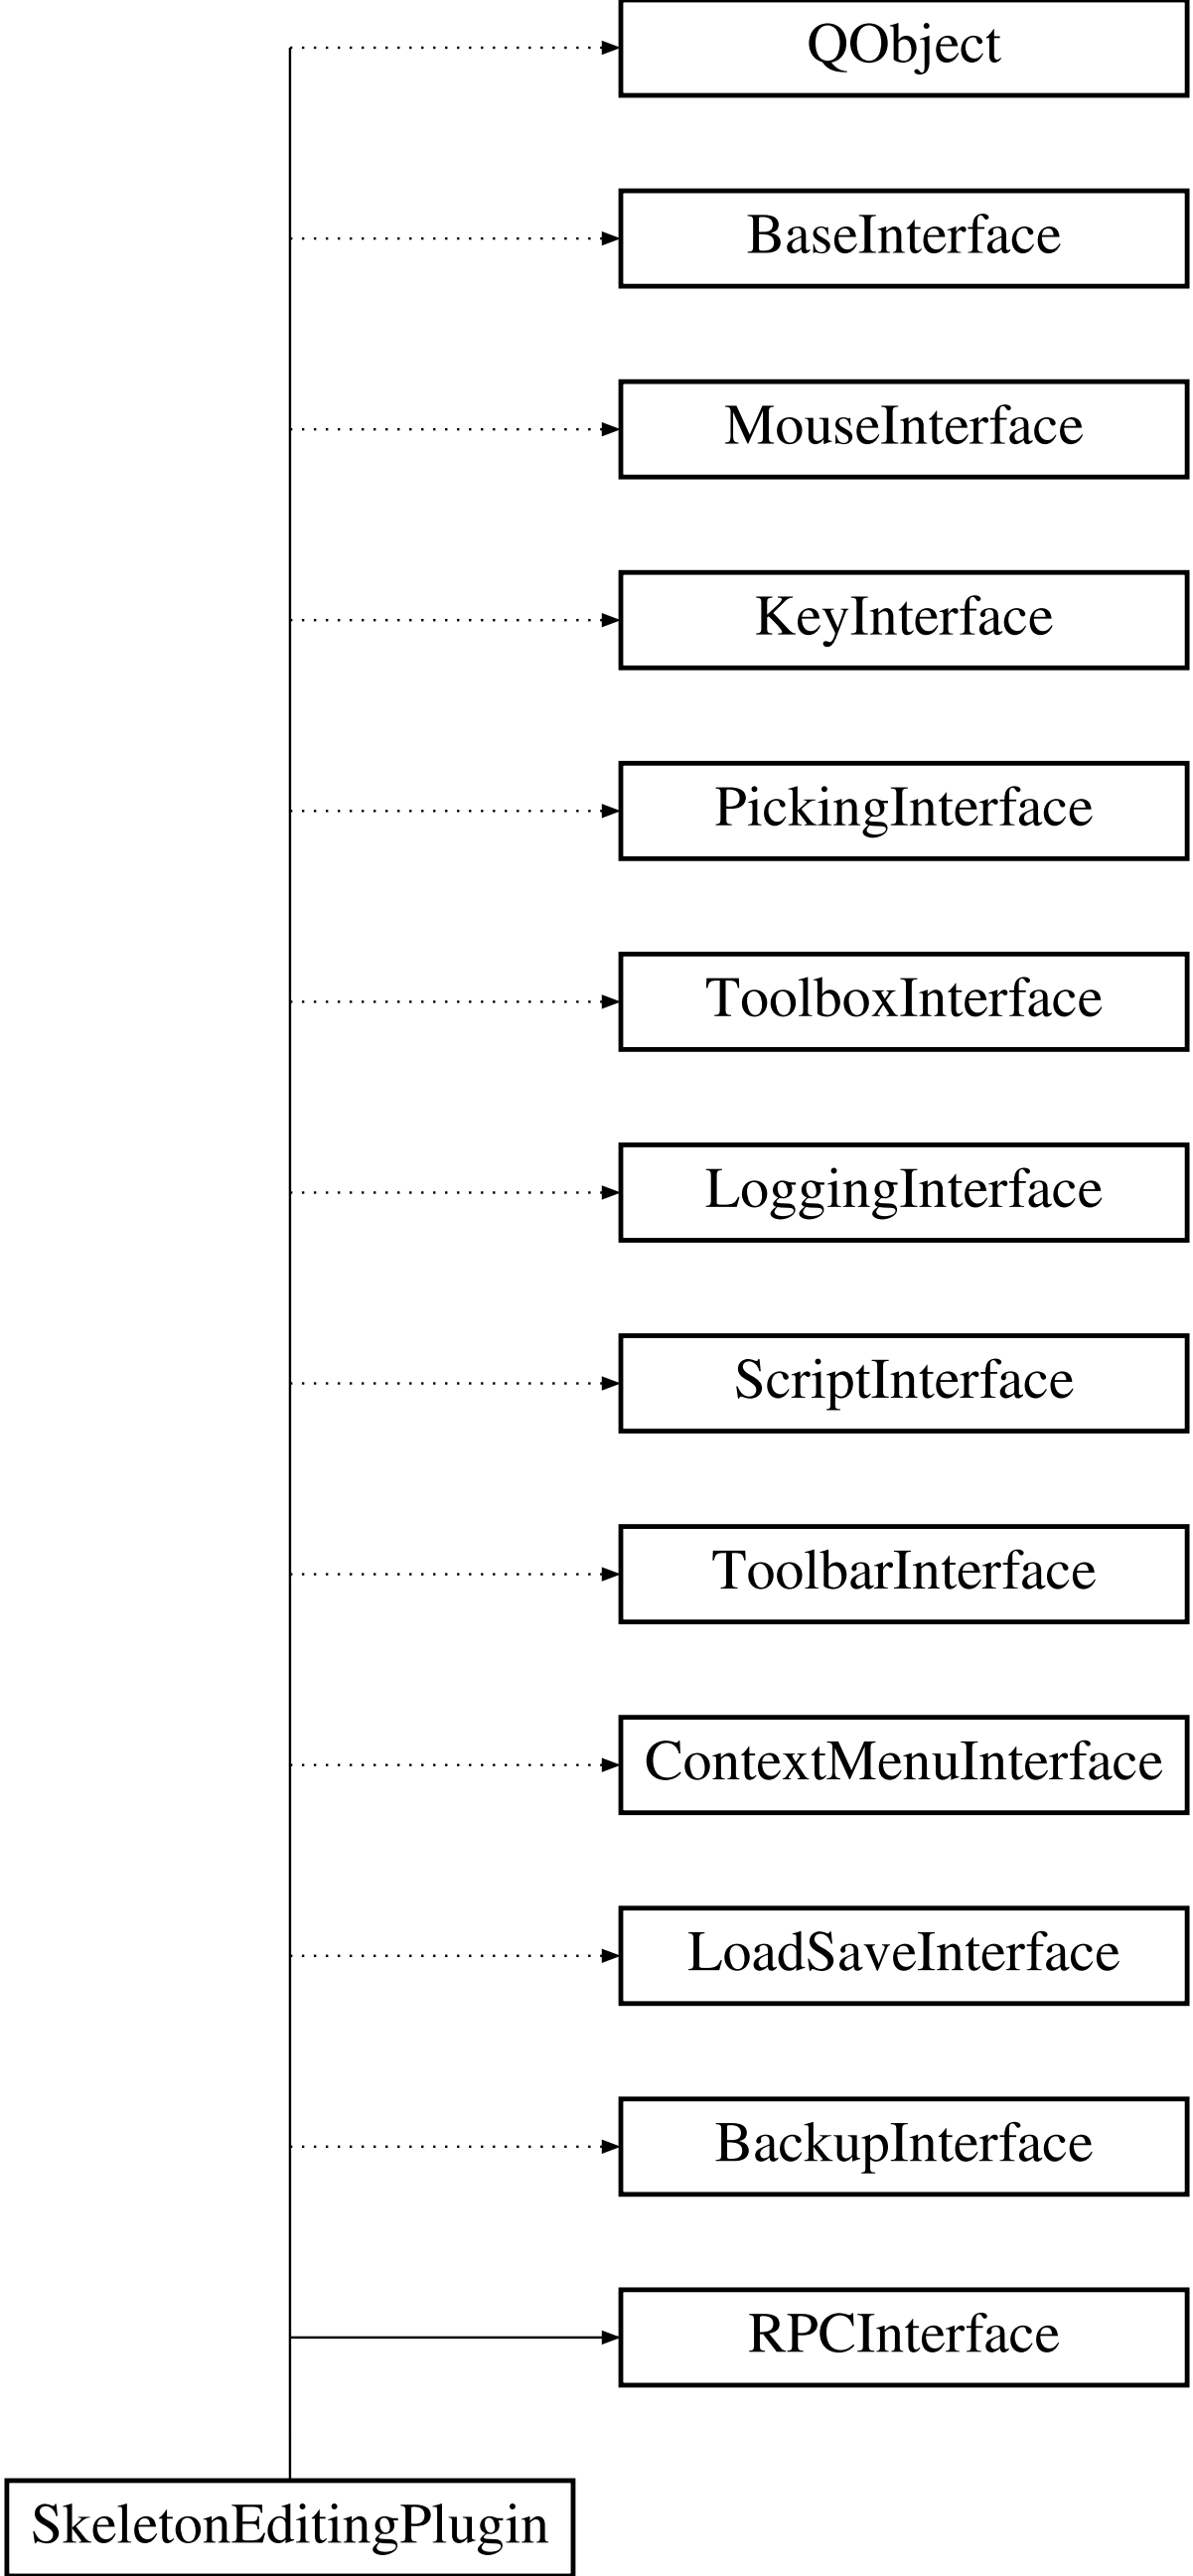 QObject
BaseInterface
MouseInterface
KeyInterface
PickingInterface
ToolboxInterface
LoggingInterface
ScriptInterface
ToolbarInterface
ContextMenuInterface
LoadSaveInterface
BackupInterface
RPCInterface
SkeletonEditingPlugin